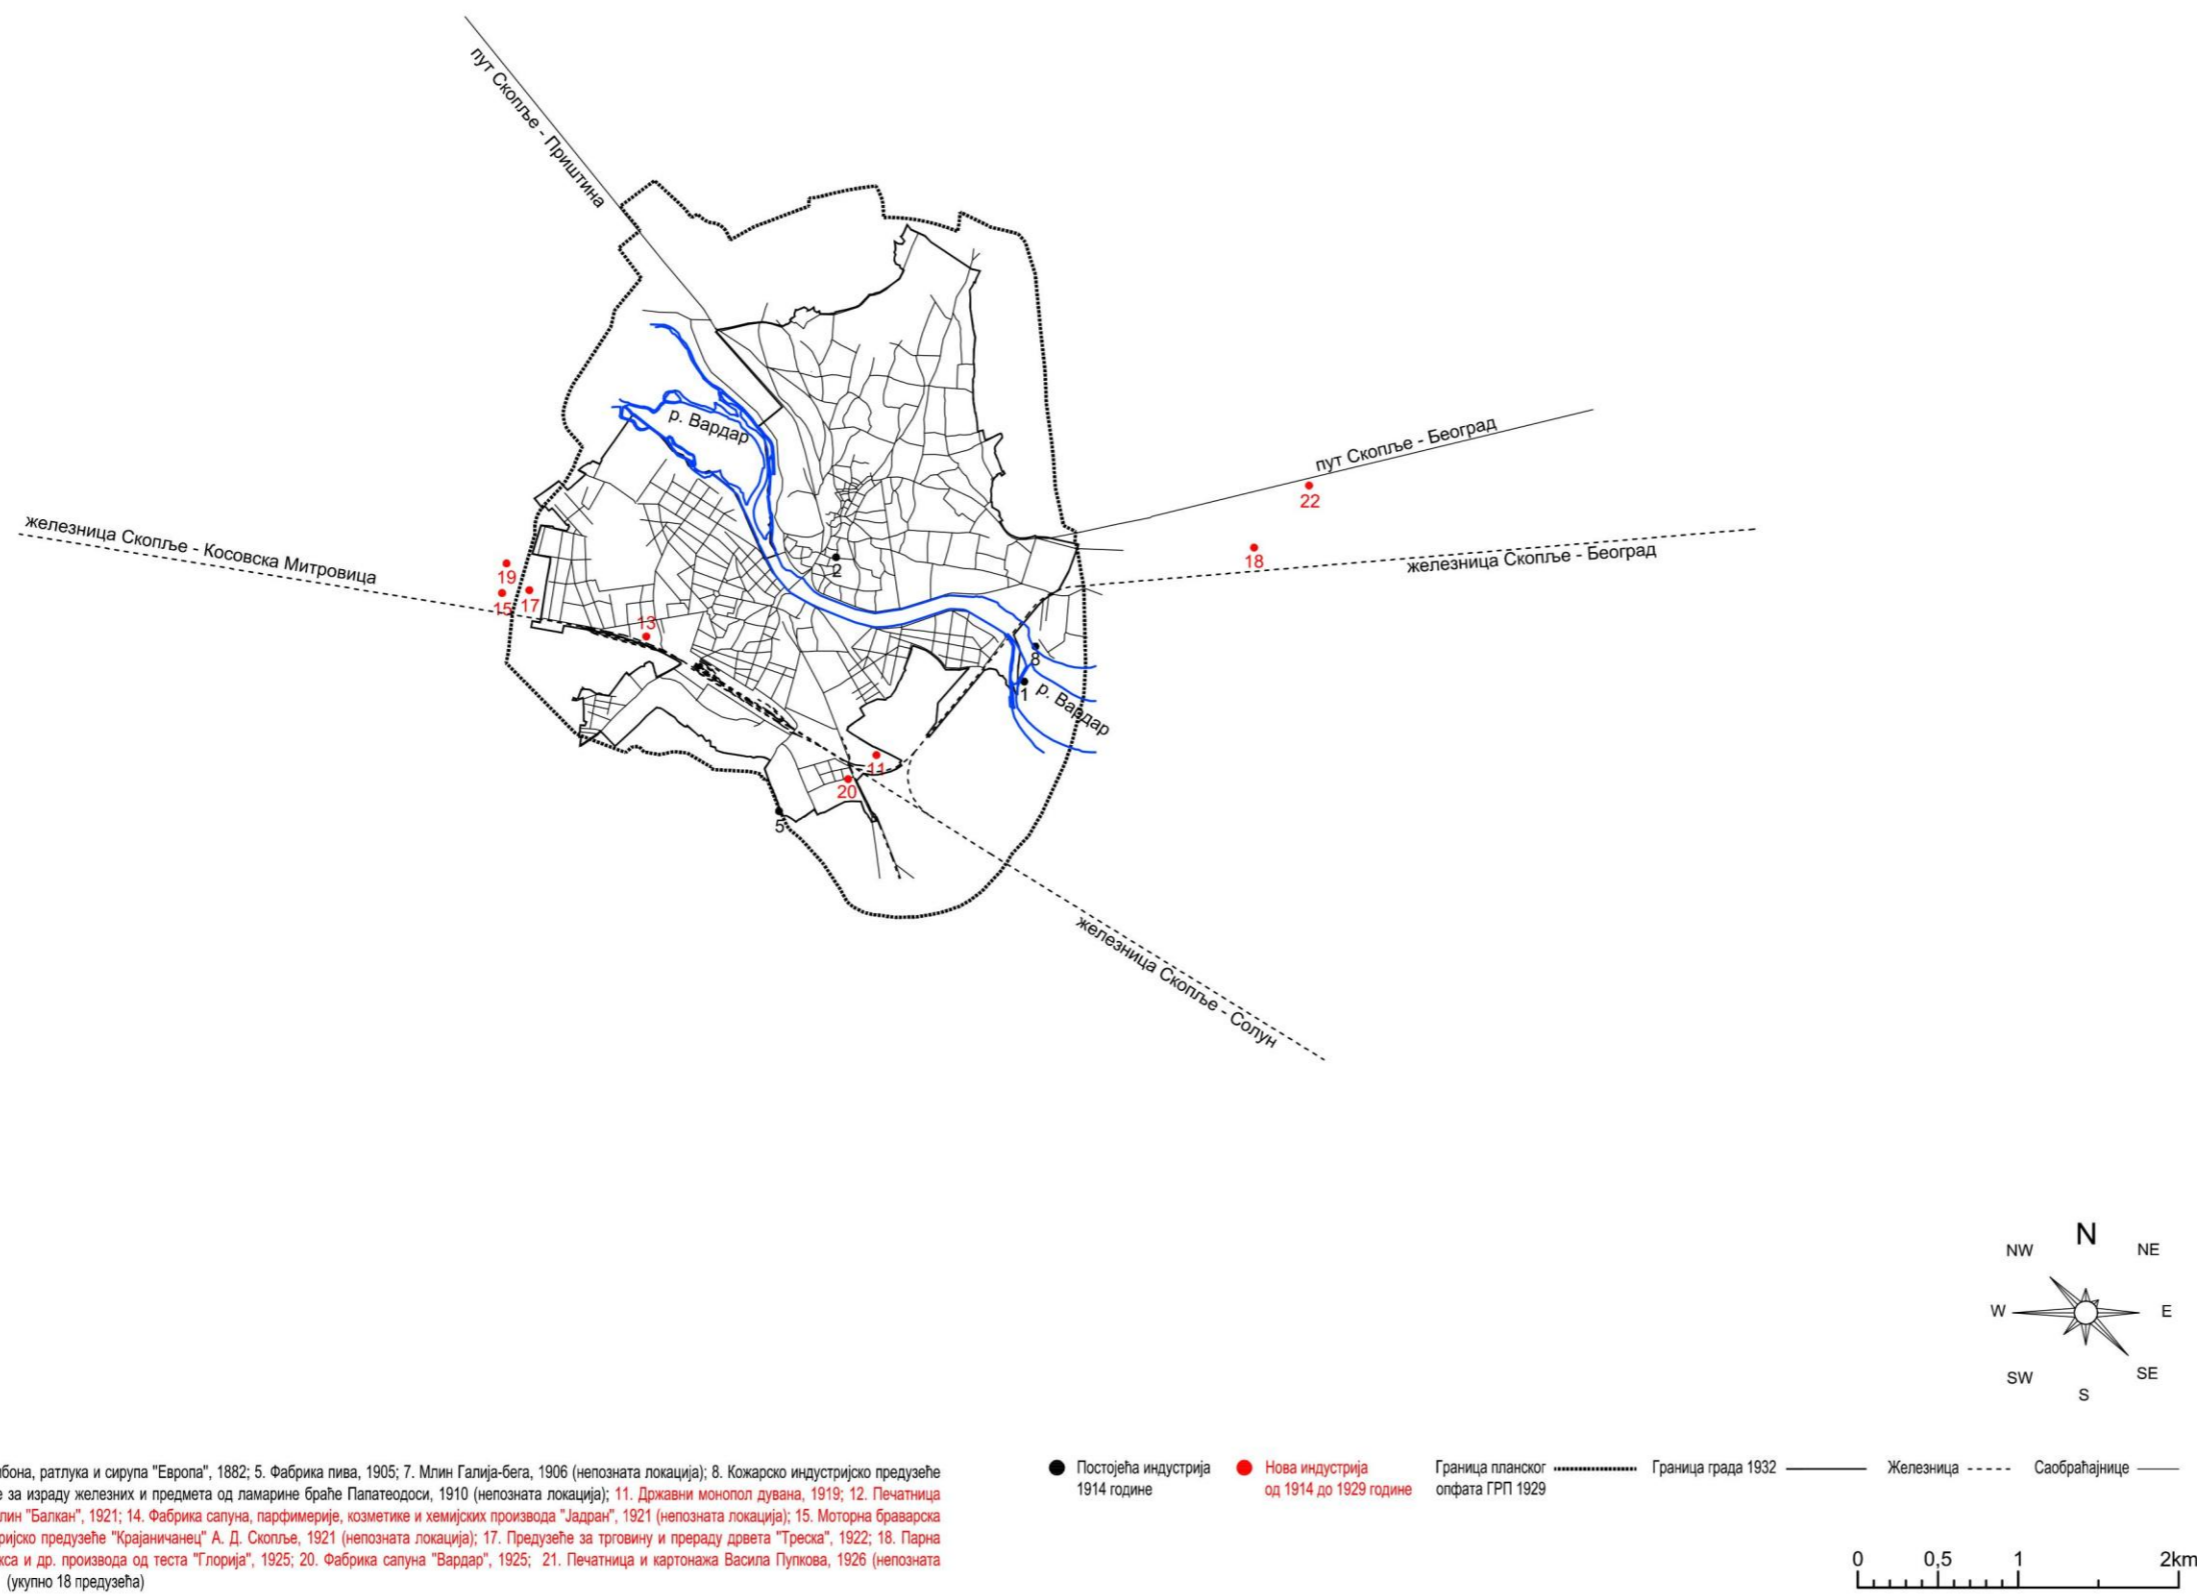 пут Скопље - Приштина
р. Вардар
пут Скопље - Београд
22
железница Скопље - Косовска Митровица
18
железница Скопље - Београд
2
19
15
17
13
8
1
р. Вардар
11
20
5
железница Скопље - Солун
N
NW
NE
W
E
SW
SE
S
бона, ратлука и сирупа "Европа", 1882; 5. Фабрика пива, 1905; 7. Млин Галија-бега, 1906 (непозната локација); 8. Кожарско индустријско предузеће
е за израду железних и предмета од ламарине браће Папатеодоси, 1910 (непозната локација); 11. Државни монопол дувана, 1919; 12. Печатница
лин "Балкан", 1921; 14. Фабрика сапуна, парфимерије, козметике и хемијских производа "Јадран", 1921 (непозната локација); 15. Моторна браварска
ријско предузеће "Крајаничанец" А. Д. Скопље, 1921 (непозната локација); 17. Предузеће за трговину и прераду дрвета "Треска", 1922; 18. Парна
кса и др. производа од теста "Глорија", 1925; 20. Фабрика сапуна "Вардар", 1925; 21. Печатница и картонажа Васила Пупкова, 1926 (непозната
(укупно 18 предузећа)
Постојећа индустрија
1914 године
Нова индустрија
од 1914 до 1929 године
Граница планског
опфата ГРП 1929
Граница града 1932
Железница
Саобраћајнице
0 0,5 1 2km